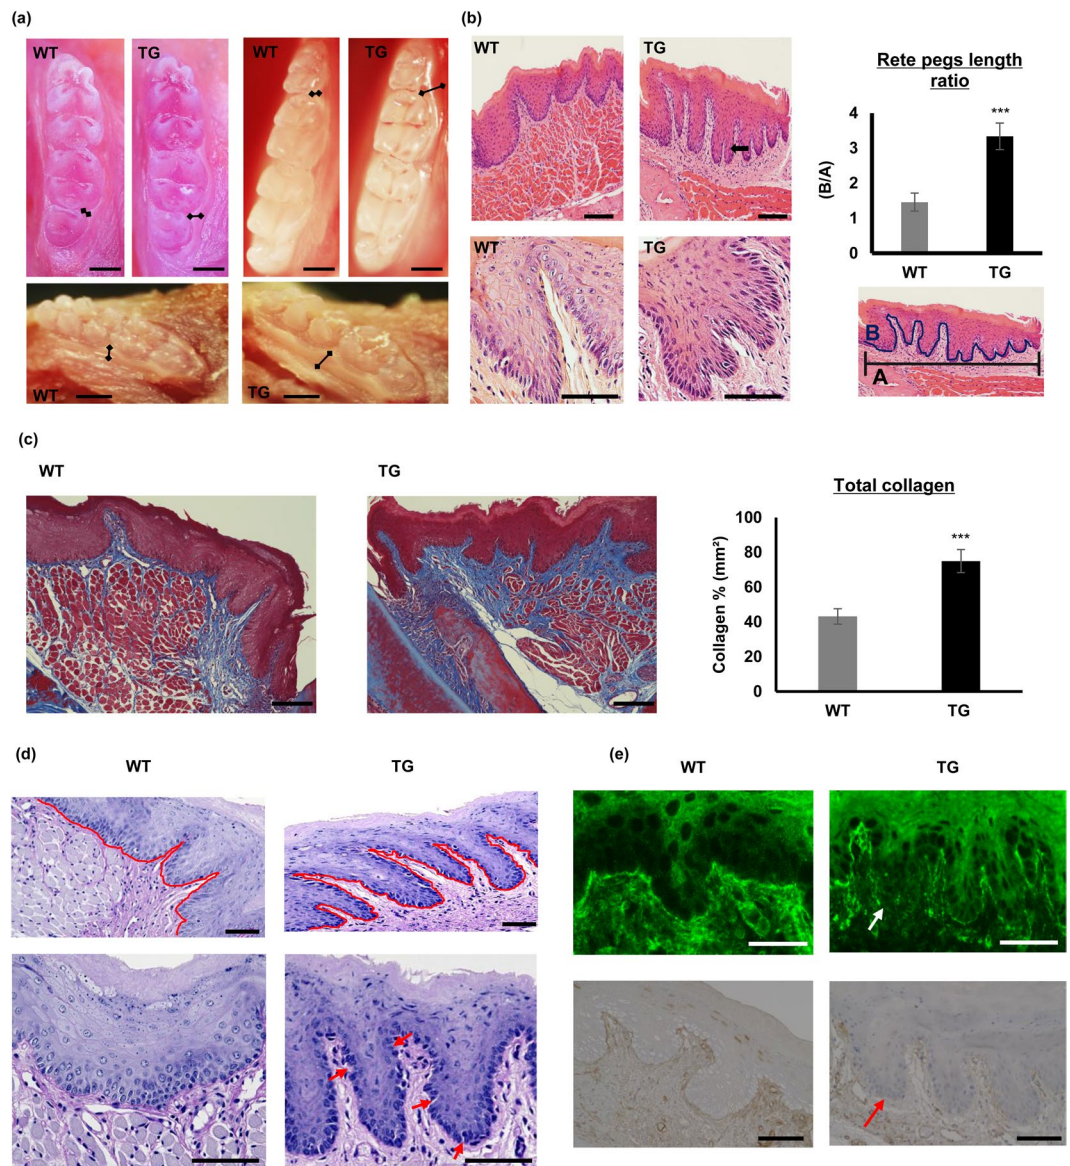 (a)
WT
TG
WT
TG
WT
TG
(b)
WT
TG
WT
TG
Rete pegs length
ratio
***
(B/A)
4
3
2
1
0
WT
TG
B
A
(c)
WT
TG
Total collagen
***
Collagen % (mm²)
100
80
60
40
20
0
WT
TG
(d)
WT
TG
(e)
WT
TG